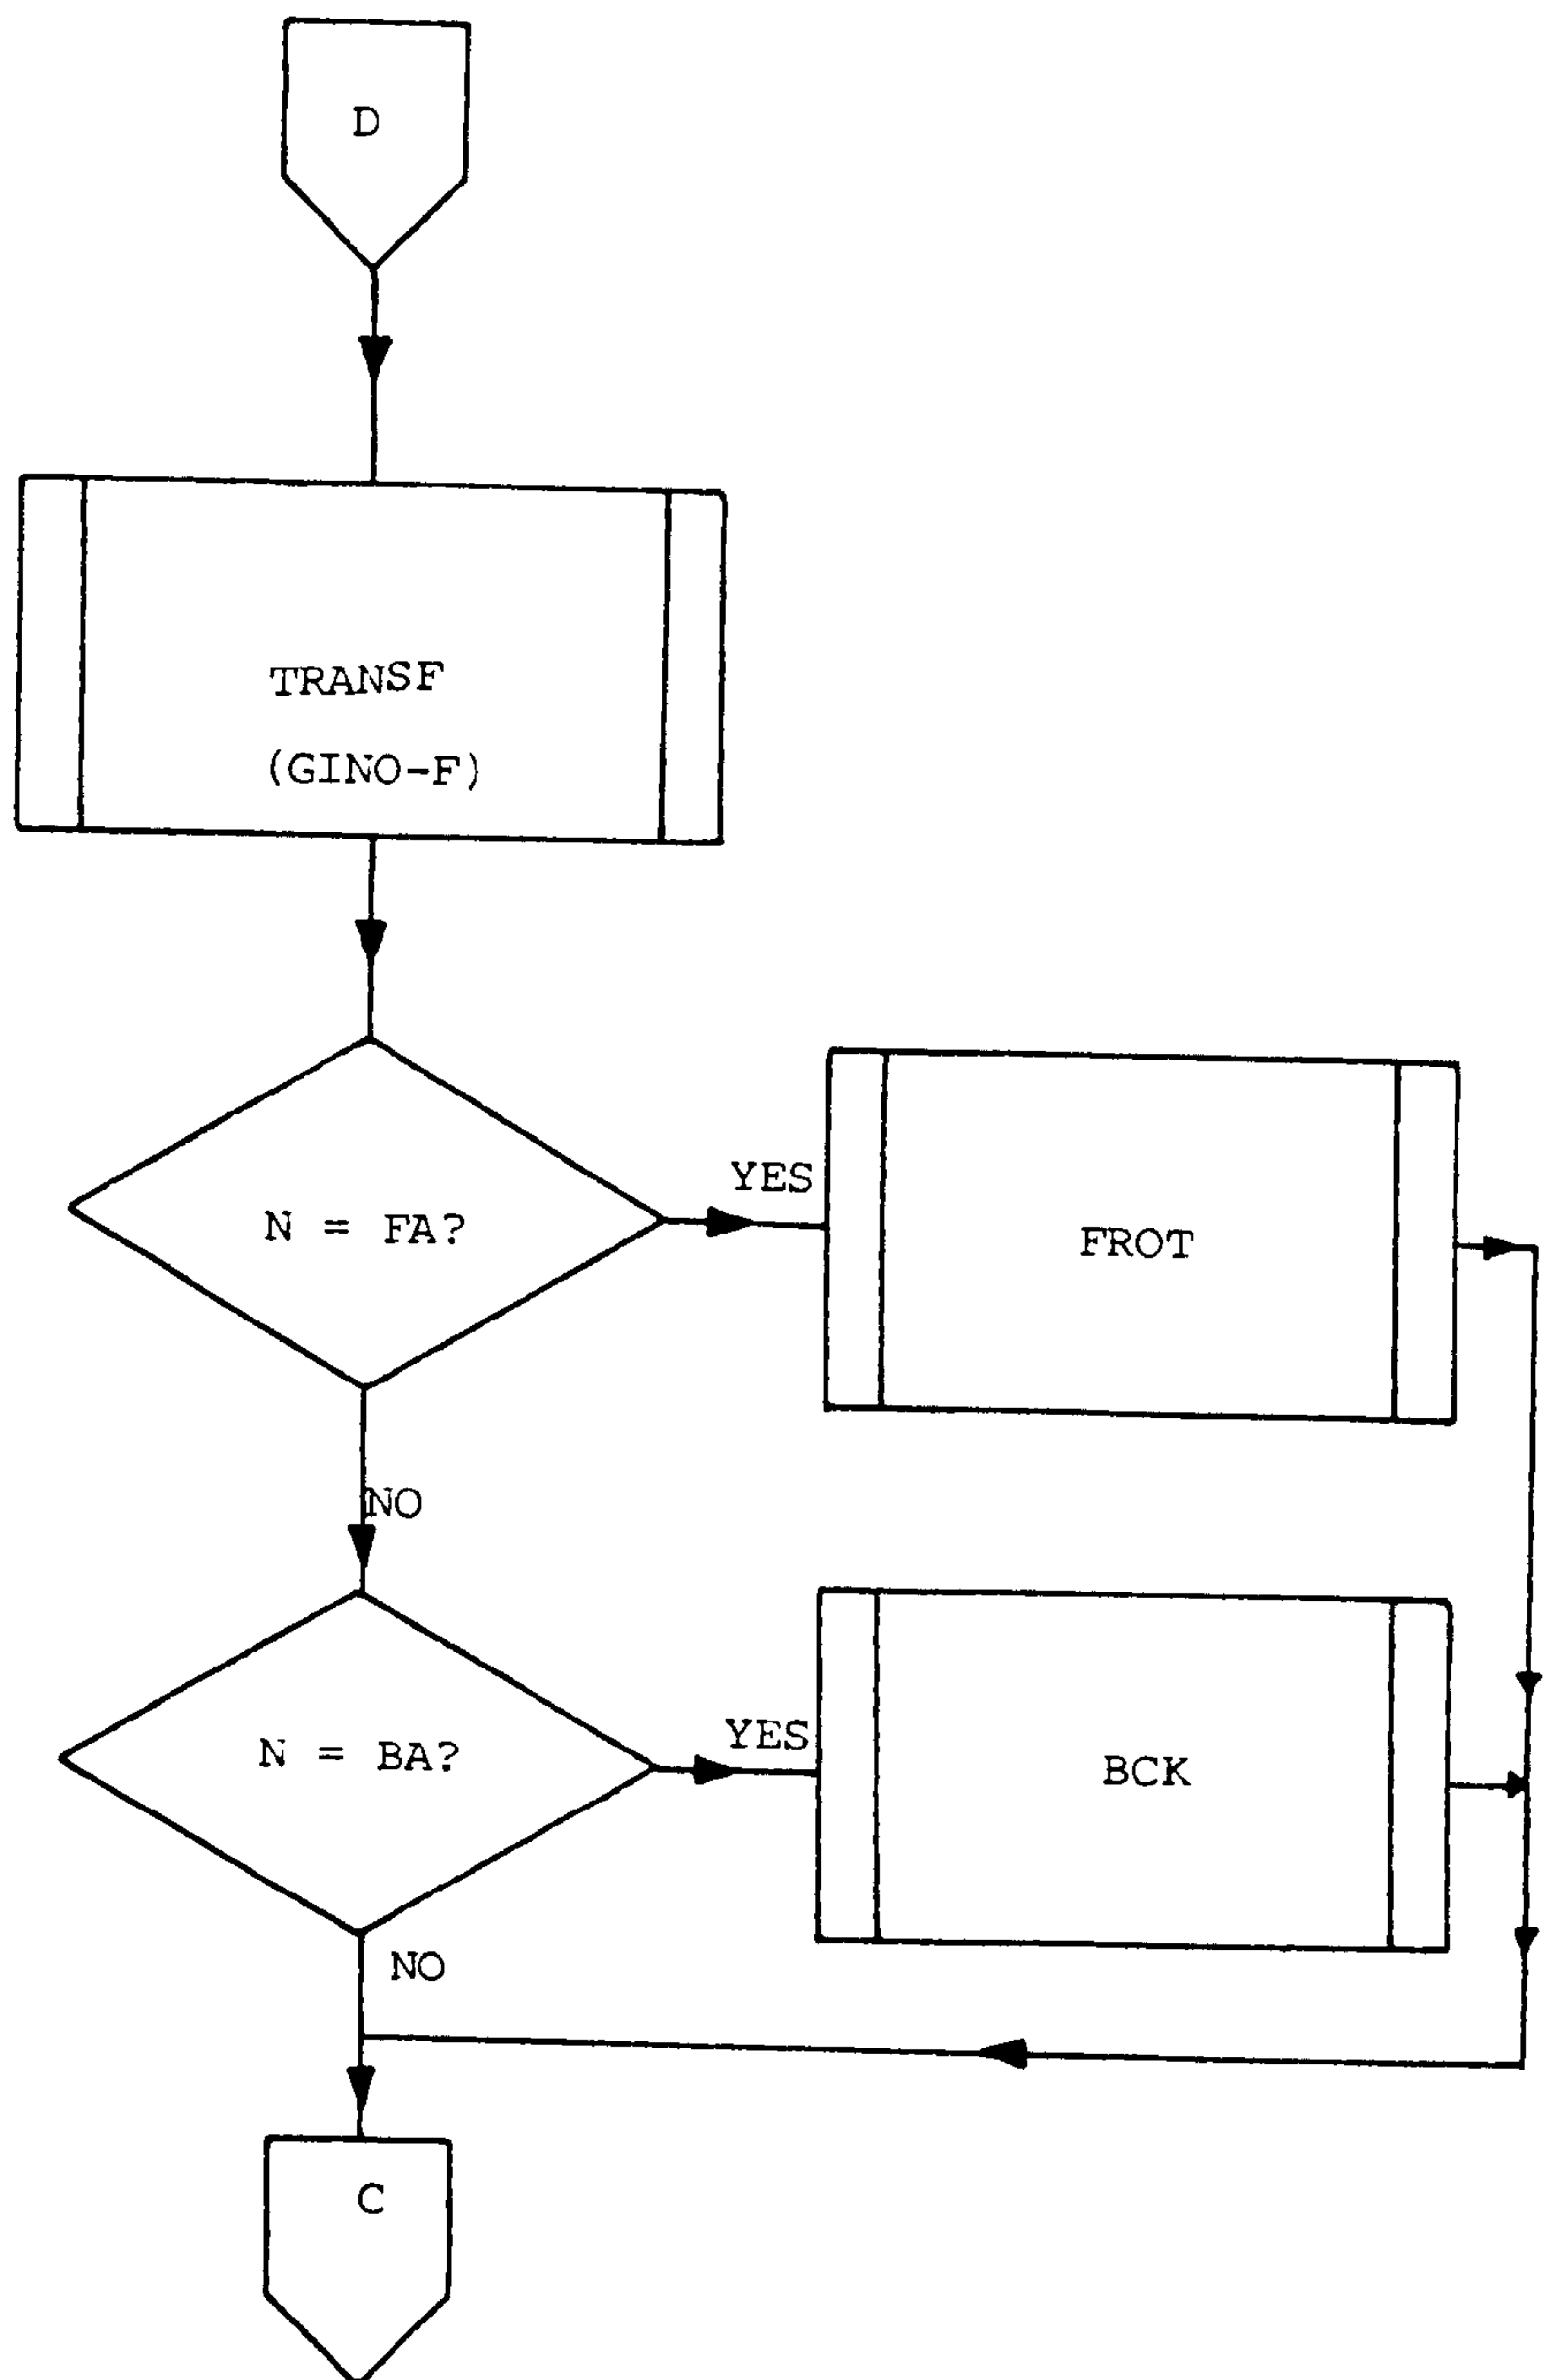 D
TRANSF
(GINO-F)
N = FA?
YES
FROT
NO
N = BA?
YES
BCK
NO
C